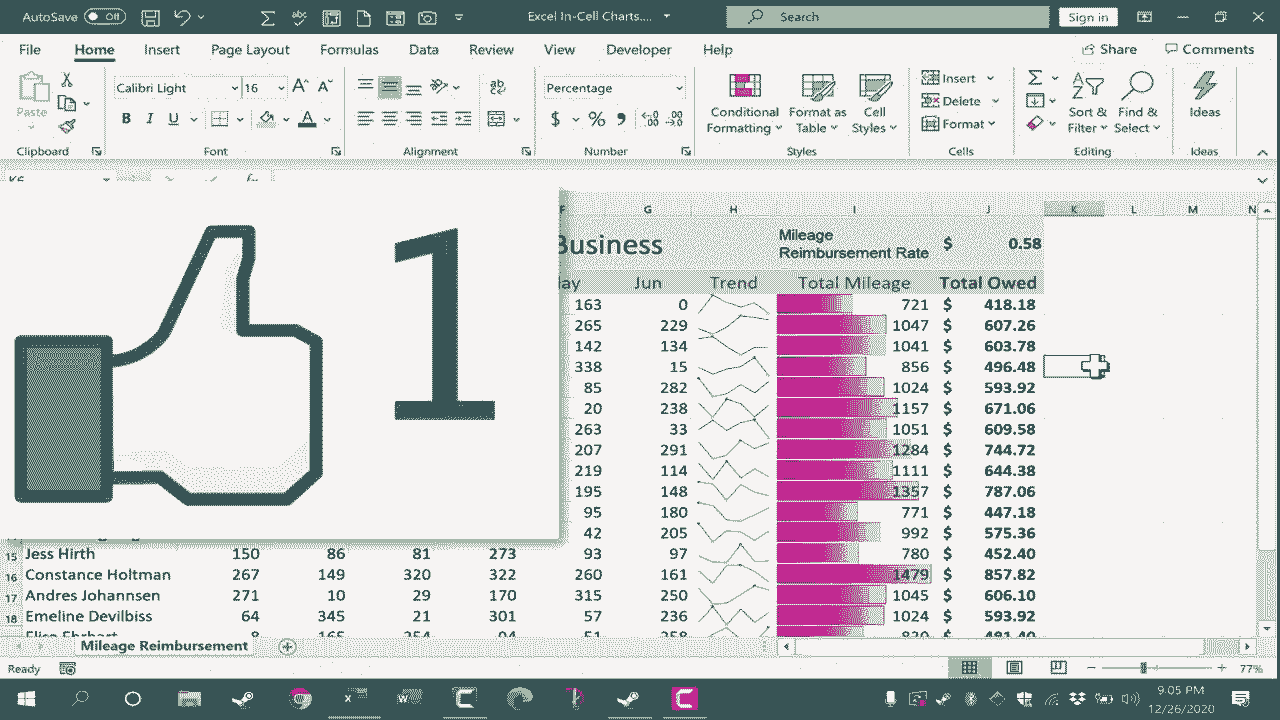 AutoSave Off Excel In-Cell Charts.... Search Sign in
File Home Insert Page Layout Formulas Data Review View Developer Help Share Comments
Paste
Clipboard
Calibri Light 16
B I U
Font
Alignment
Percentage
$ %
Number
Conditional Formatting
Format as Table
Cell Styles
Styles
Insert
Delete
Format
Cells
Sort & Filter
Find & Select
Editing
Ideas
Ideas
1
F G H I J K L M N
Business Mileage Reimbursement Rate $ 0.58
Jun Trend Total Mileage Total Owed
163 0 721 $ 418.18
265 229 1047 $ 607.26
142 134 1041 $ 603.78
338 15 856 $ 496.48
85 282 1024 $ 593.92
20 238 1157 $ 671.06
263 33 1051 $ 609.58
207 291 1284 $ 744.72
219 114 1111 $ 644.38
195 148 1357 $ 787.06
95 180 771 $ 447.18
42 205 992 $ 575.36
15 Jess Hirth 150 86 81 273 93 97 780 $ 452.40
16 Constance Holtman 267 149 320 322 260 161 1479 $ 857.82
17 Andres Johannsen 271 10 29 170 315 250 1045 $ 606.10
18 Emeline Devilbiss 64 345 21 301 57 236 1024 $ 593.92
Mileage Reimbursement
Ready 77%
9:05 PM
12/26/2020